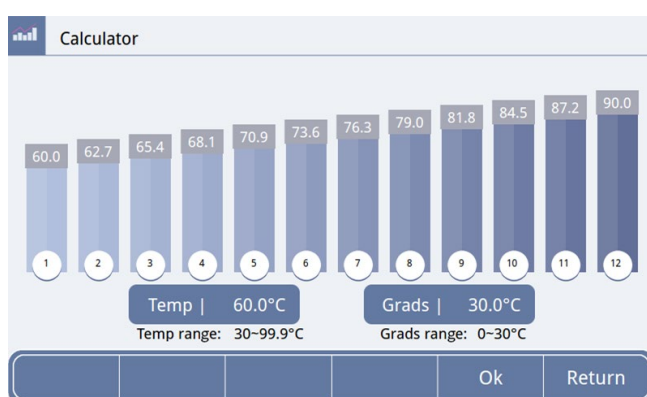 Calculator
60.0 62.7 65.4 68.1 70.9 73.6 76.3 79.0 81.8 84.5 87.2 90.0
1 2 3 4 5 6 7 8 9 10 11 12
Temp | 60.0°C Grads | 30.0°C
Temp range: 30~99.9°C Grads range: 0~30°C
Ok Return